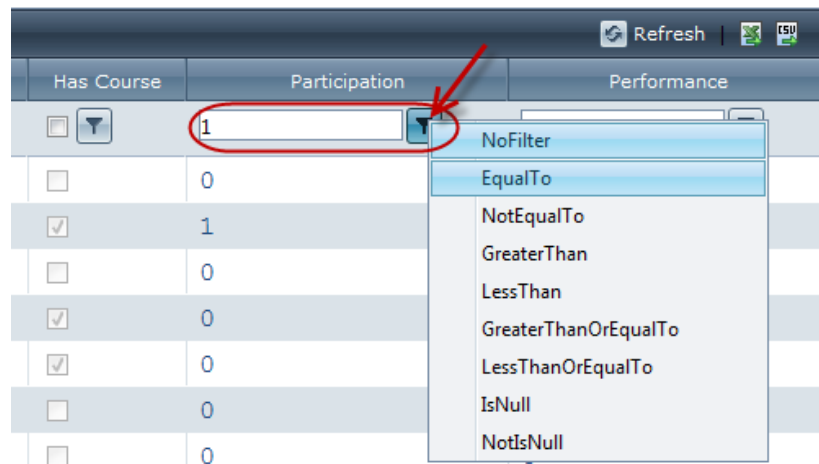 Refresh
CSV
Has Course
Participation
Performance
1
NoFilter
0
EqualTo
1
NotEqualTo
GreaterThan
0
LessThan
0
GreaterThanOrEqualTo
0
LessThanOrEqualTo
0
IsNull
0
NotIsNull